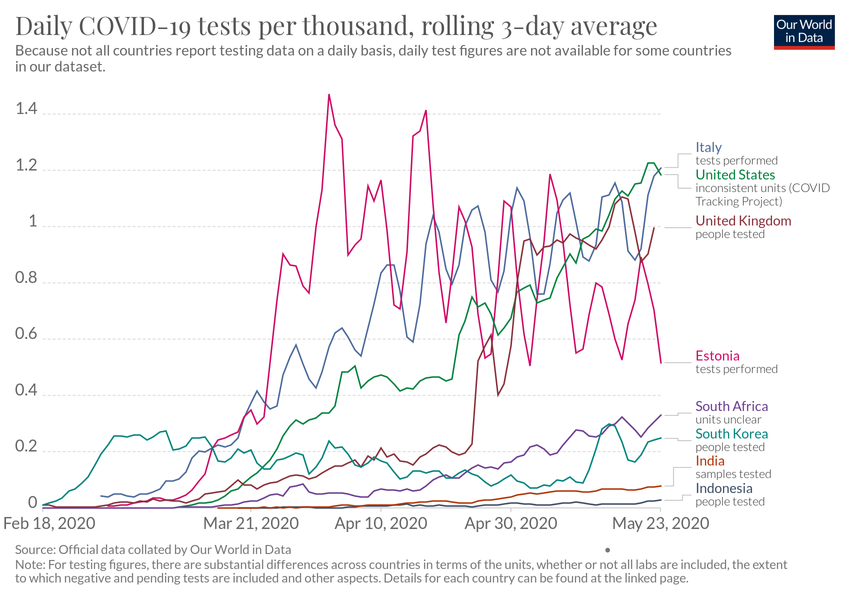 Daily COVID-19 tests per thousand, rolling 3-day average
Our World
in Data
Because not all countries report testing data on a daily basis, daily test figures are not available for some countries
in our dataset.
1.4
1.2
1
0.8
0.6
0.4
0.2
0
Italy
tests performed
United States
inconsistent units (COVID
Tracking Project)
United Kingdom
people tested
Estonia
tests performed
South Africa
units unclear
South Korea
people tested
India
samples tested
Indonesia
people tested
Feb 18, 2020
Mar 21, 2020
Apr 10, 2020
Apr 30, 2020
May 23, 2020
Source: Official data collated by Our World in Data
Note: For testing figures, there are substantial differences across countries in terms of the units, whether or not all labs are included, the extent
to which negative and pending tests are included and other aspects. Details for each country can be found at the linked page.